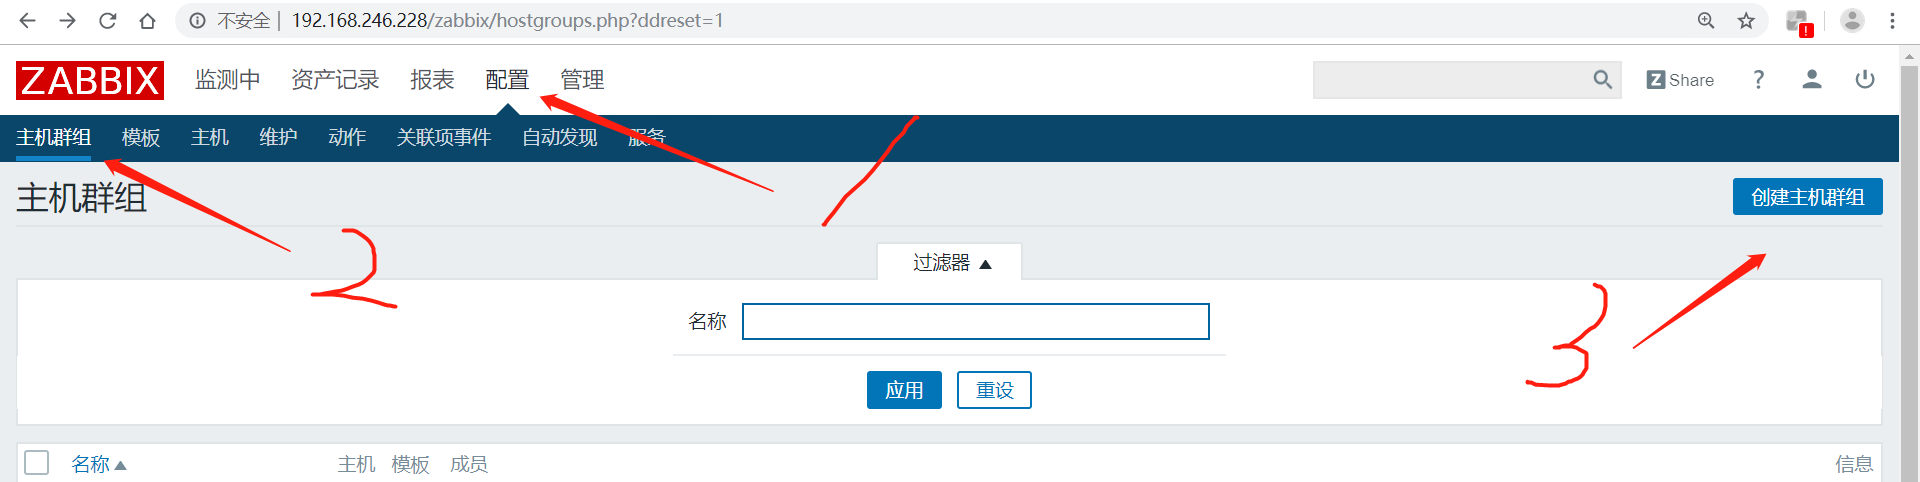 不安全 | 192.168.246.228/zabbix/hostgroups.php?ddreset=1
ZABBIX 监测中 资产记录 报表 配置 管理 Z Share ?
主机群组 模板 主机 维护 动作 关联项事件 自动发现 服务
1
主机群组 创建主机群组
2
过滤器 ▲
3
名称
应用 重设
名称▲ 主机 模板 成员 信息